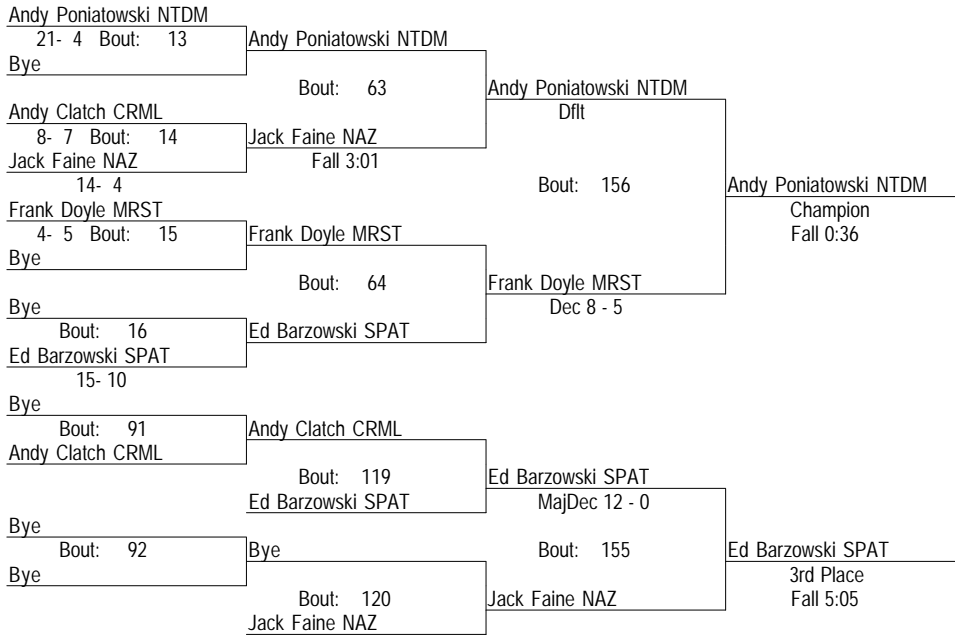 Andy Poniatowski NTDM
21- 4 Bout: 13
Andy Poniatowski NTDM
Bye
Bout: 63
Andy Poniatowski NTDM
Andy Clatch CRML
Dflt
8- 7 Bout: 14
Jack Faine NAZ
Jack Faine NAZ
Fall 3:01
14- 4
Bout: 156
Andy Poniatowski NTDM
Frank Doyle MRST
Champion
4- 5 Bout: 15
Frank Doyle MRST
Fall 0:36
Bye
Bout: 64
Frank Doyle MRST
Bye
Dec 8 - 5
Bout: 16
Ed Barzowski SPAT
Ed Barzowski SPAT
15- 10
Bye
Bout: 91
Andy Clatch CRML
Andy Clatch CRML
Bout: 119
Ed Barzowski SPAT
Ed Barzowski SPAT
MajDec 12 - 0
Bye
Bout: 92
Bye
Bout: 155
Ed Barzowski SPAT
Bye
3rd Place
Bout: 120
Jack Faine NAZ
Fall 5:05
Jack Faine NAZ